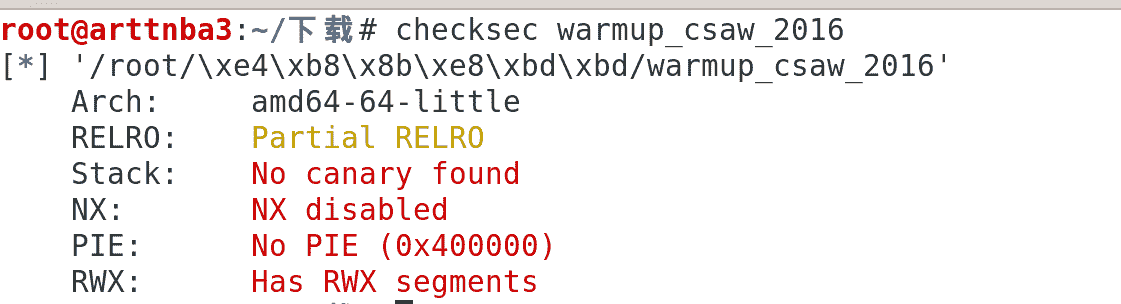 root@arttnba3:~/下载# checksec warmup_csaw_2016
[*] '/root/\xe4\xb8\x8b\xe8\xbd\xbd/warmup_csaw_2016'
    Arch:     amd64-64-little
    RELRO:    Partial RELRO
    Stack:    No canary found
    NX:       NX disabled
    PIE:      No PIE (0x400000)
    RWX:      Has RWX segments